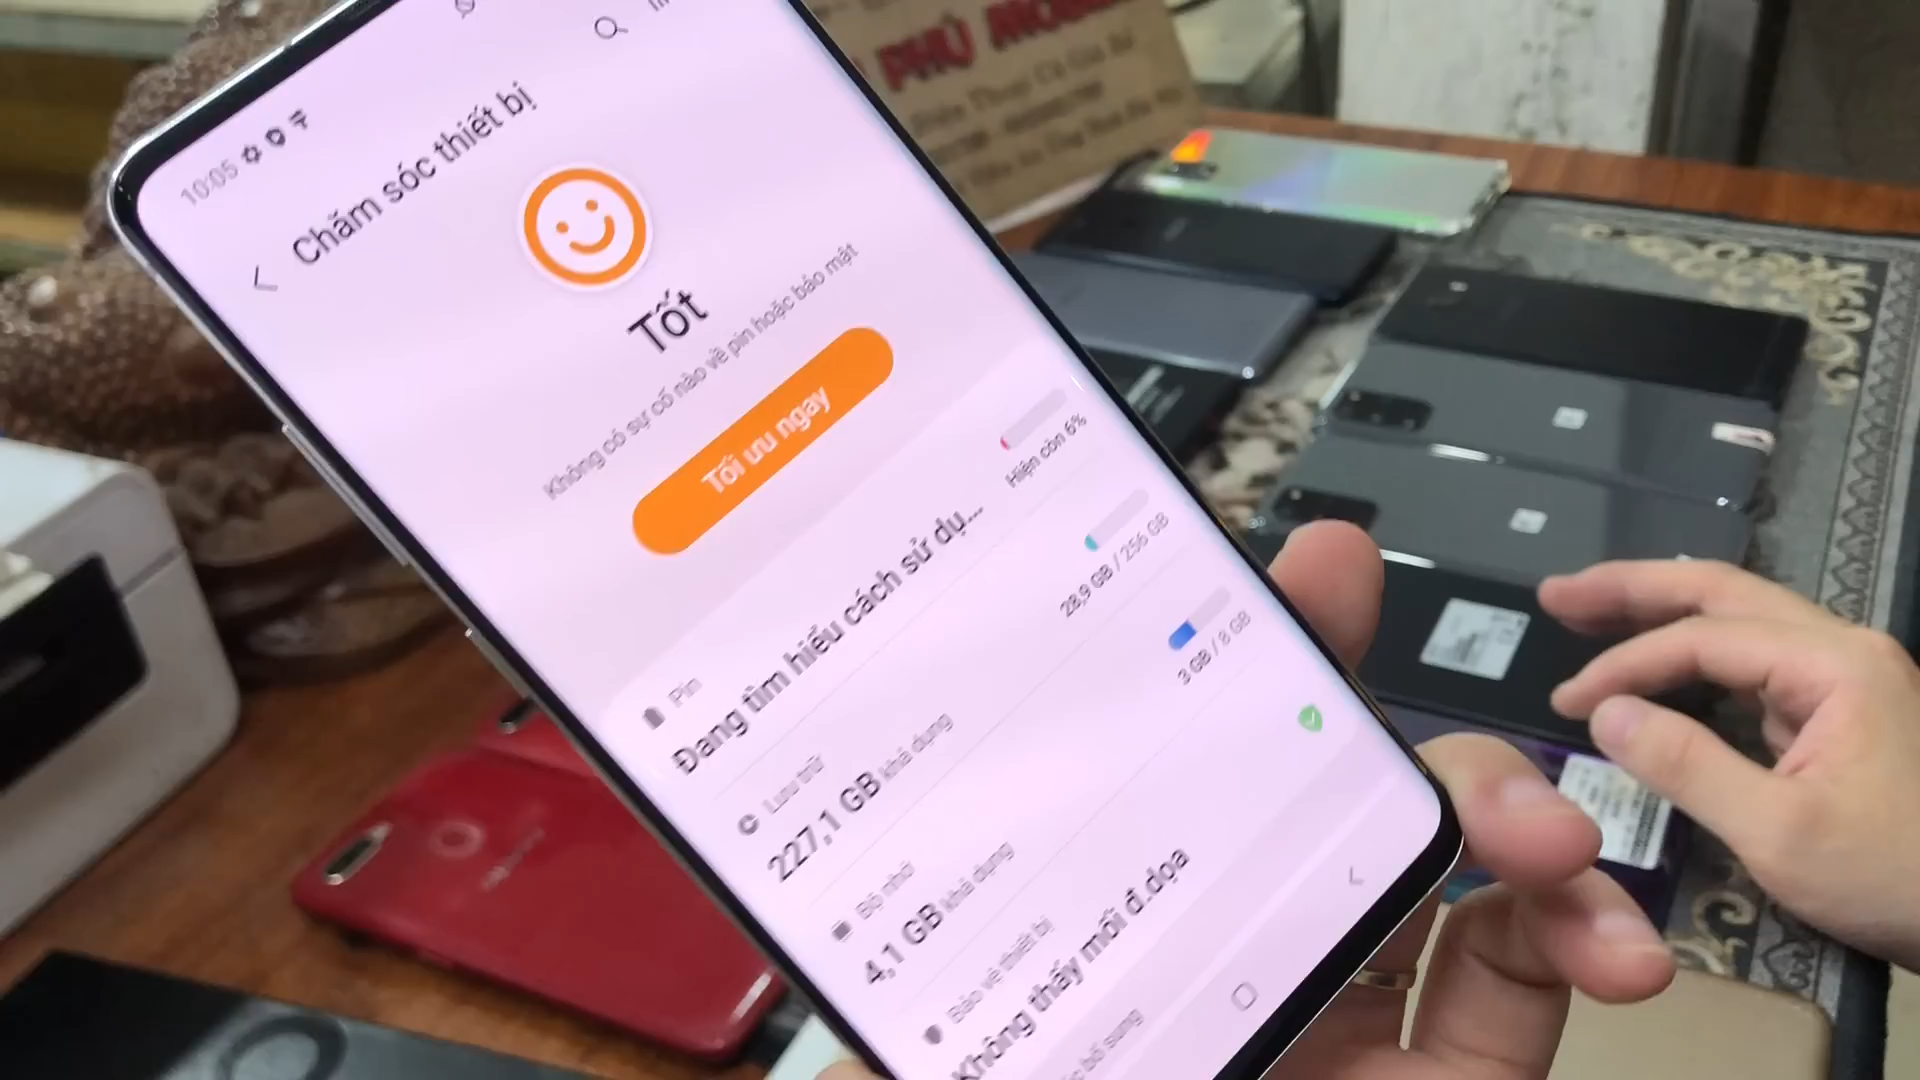 10:05
Chăm sóc thiết bị
Tốt
Không có sự cố nào về pin hoặc bảo mật
Tối ưu ngay
Pin
Đang tìm hiểu cách sử dụ...
Hiện còn 6%
Lưu trữ
227,1 GB khả dụng
28,9 GB / 256 GB
Bộ nhớ
4,1 GB khả dụng
3 GB / 8 GB
Bảo vệ thiết bị
Không thấy mối đ.dọa
bổ sung
PHÚ